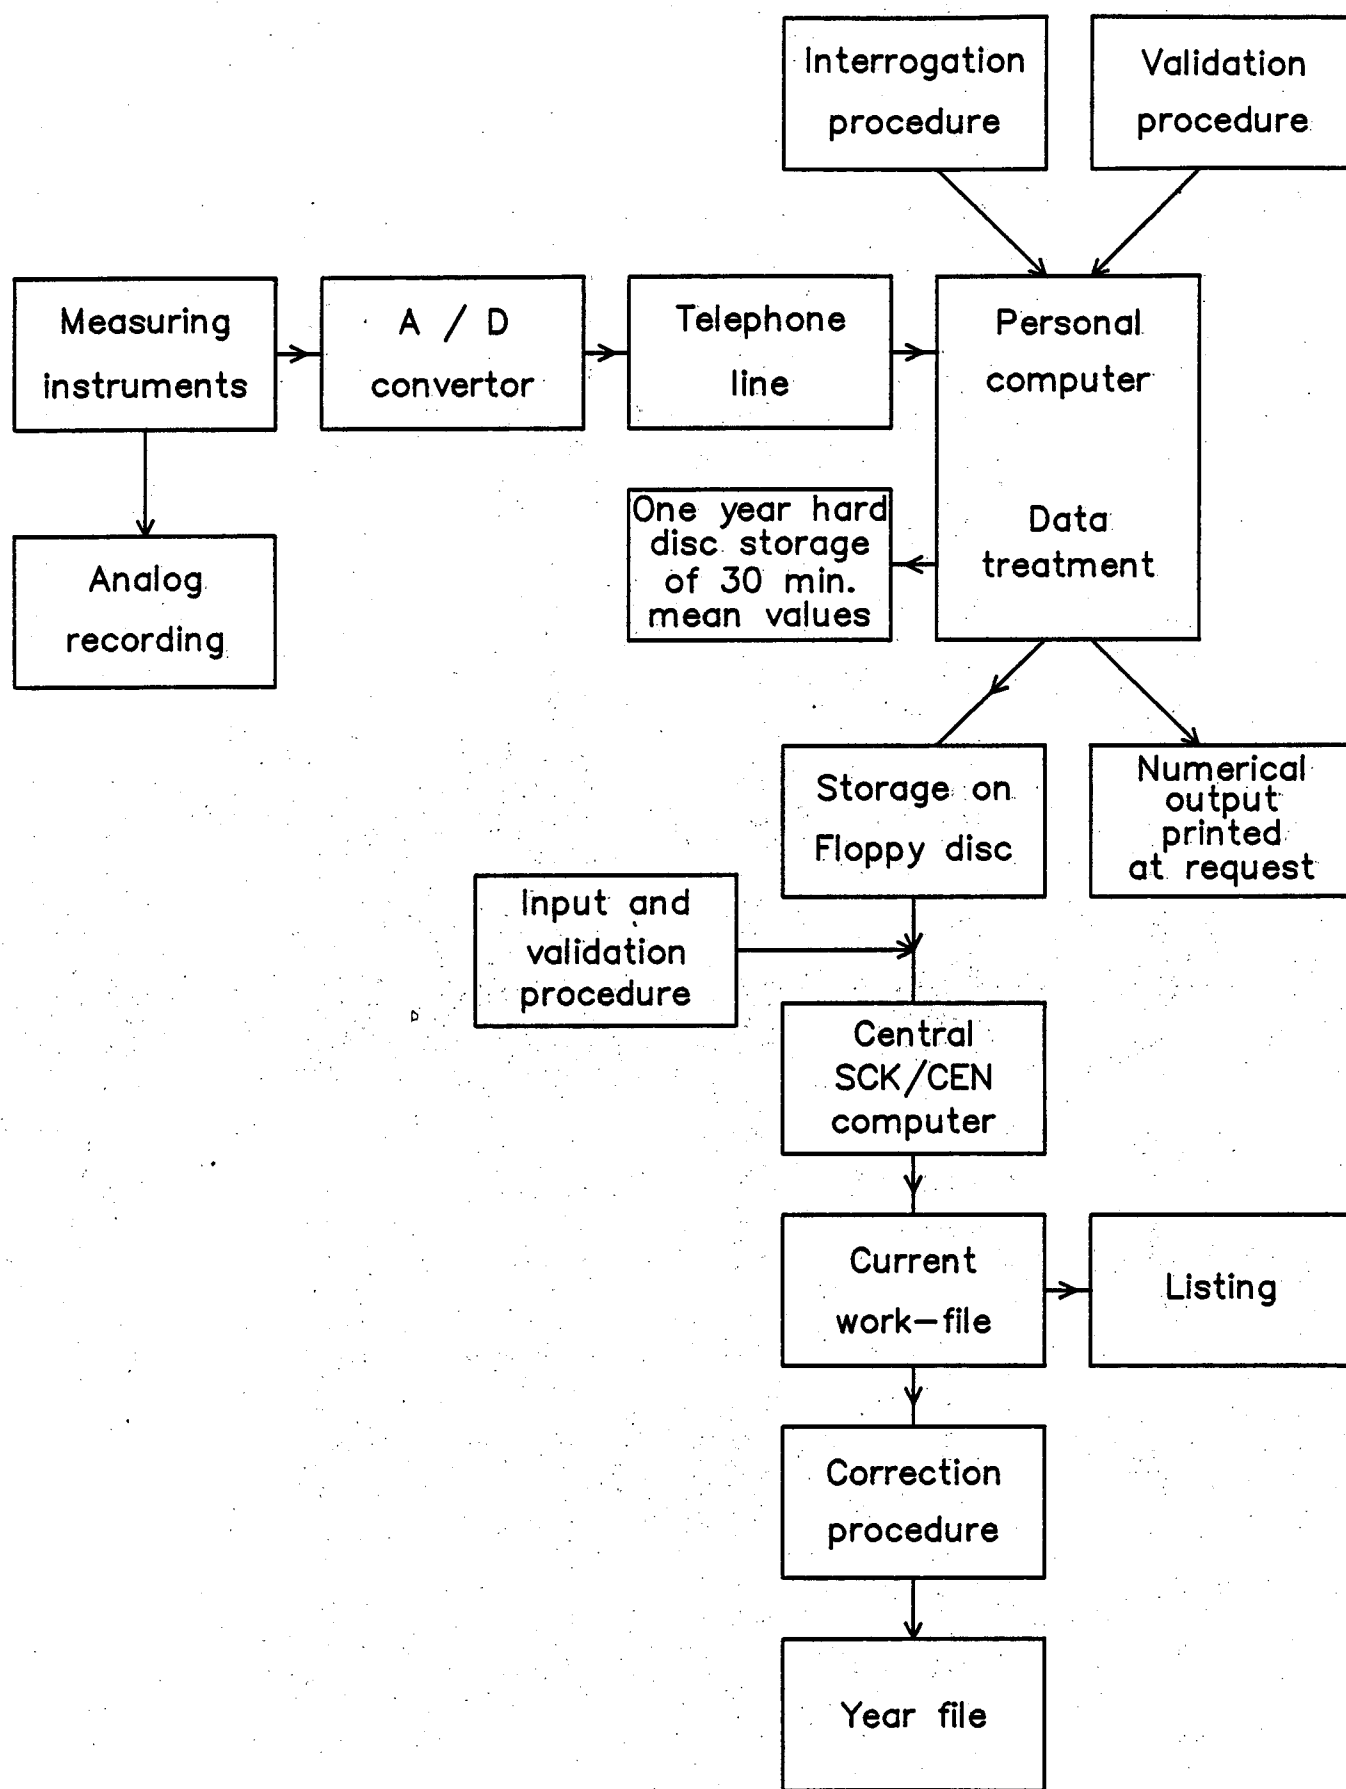 Interrogation
procedure
Validation
procedure
Measuring
instruments
A / D
convertor
Telephone
line
Personal
computer
Data
treatment
One year hard
disc storage
of 30 min.
mean values
Analog
recording
Storage on
Floppy disc
Numerical
output
printed
at request
Input and
validation
procedure
Central
SCK/CEN
computer
Current
work-file
Listing
Correction
procedure
Year file